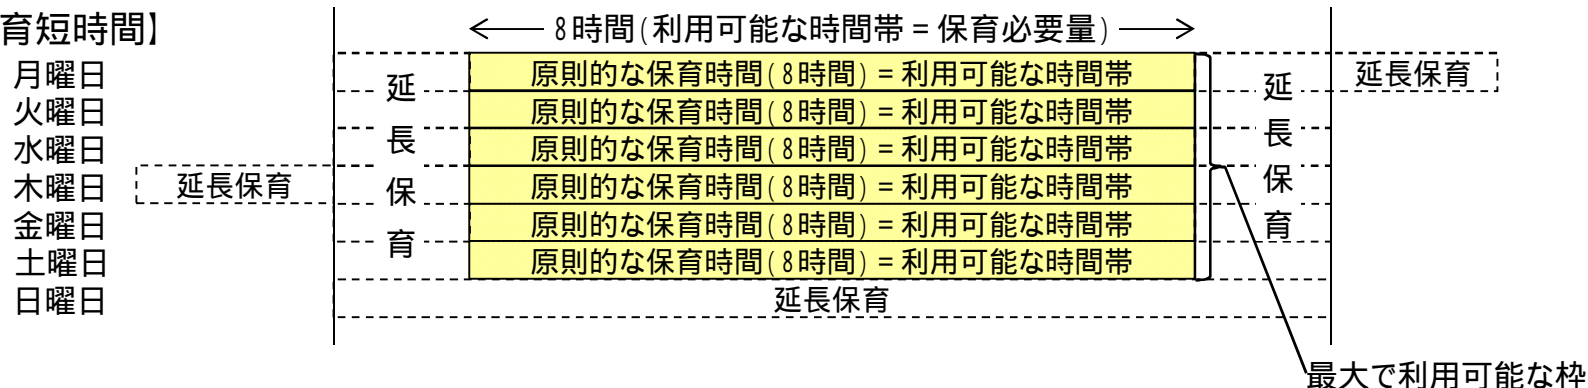 育短時間】
8時間(利用可能な時間帯=保育必要量)
月曜日 原則的な保育時間(8時間)=利用可能な時間帯 延長保育
火曜日 原則的な保育時間(8時間)=利用可能な時間帯
水曜日 原則的な保育時間(8時間)=利用可能な時間帯
木曜日 延長保育 原則的な保育時間(8時間)=利用可能な時間帯
金曜日 原則的な保育時間(8時間)=利用可能な時間帯
土曜日 原則的な保育時間(8時間)=利用可能な時間帯
延長保育
延長保育
日曜日 延長保育
最大で利用可能な枠